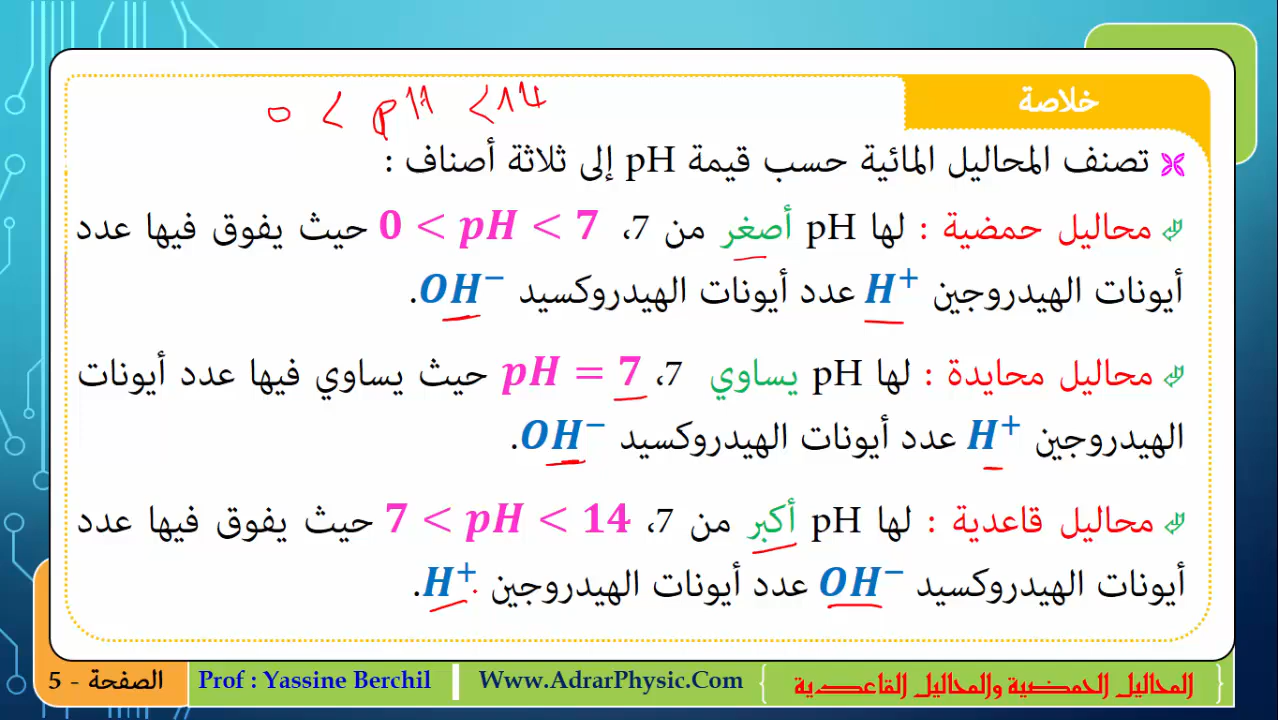 خلاصة
0 < pH < 14
تصنف المحاليل المائية حسب قيمة pH إلى ثلاثة أصناف :
محاليل حمضية : لها pH أصغر من 7، 0 < pH < 7 حيث يفوق فيها عدد
أيونات الهيدروجين H⁺ عدد أيونات الهيدروكسيد OH⁻.
محاليل محايدة : لها pH يساوي 7، pH = 7 حيث يساوي فيها عدد أيونات
الهيدروجين H⁺ عدد أيونات الهيدروكسيد OH⁻.
محاليل قاعدية : لها pH أكبر من 7، 7 < pH < 14 حيث يفوق فيها عدد
أيونات الهيدروكسيد OH⁻ عدد أيونات الهيدروجين H⁺.
المحاليل الحمضية والمحاليل القاعدية Www.AdrarPhysic.Com Prof : Yassine Berchil الصفحة - 5